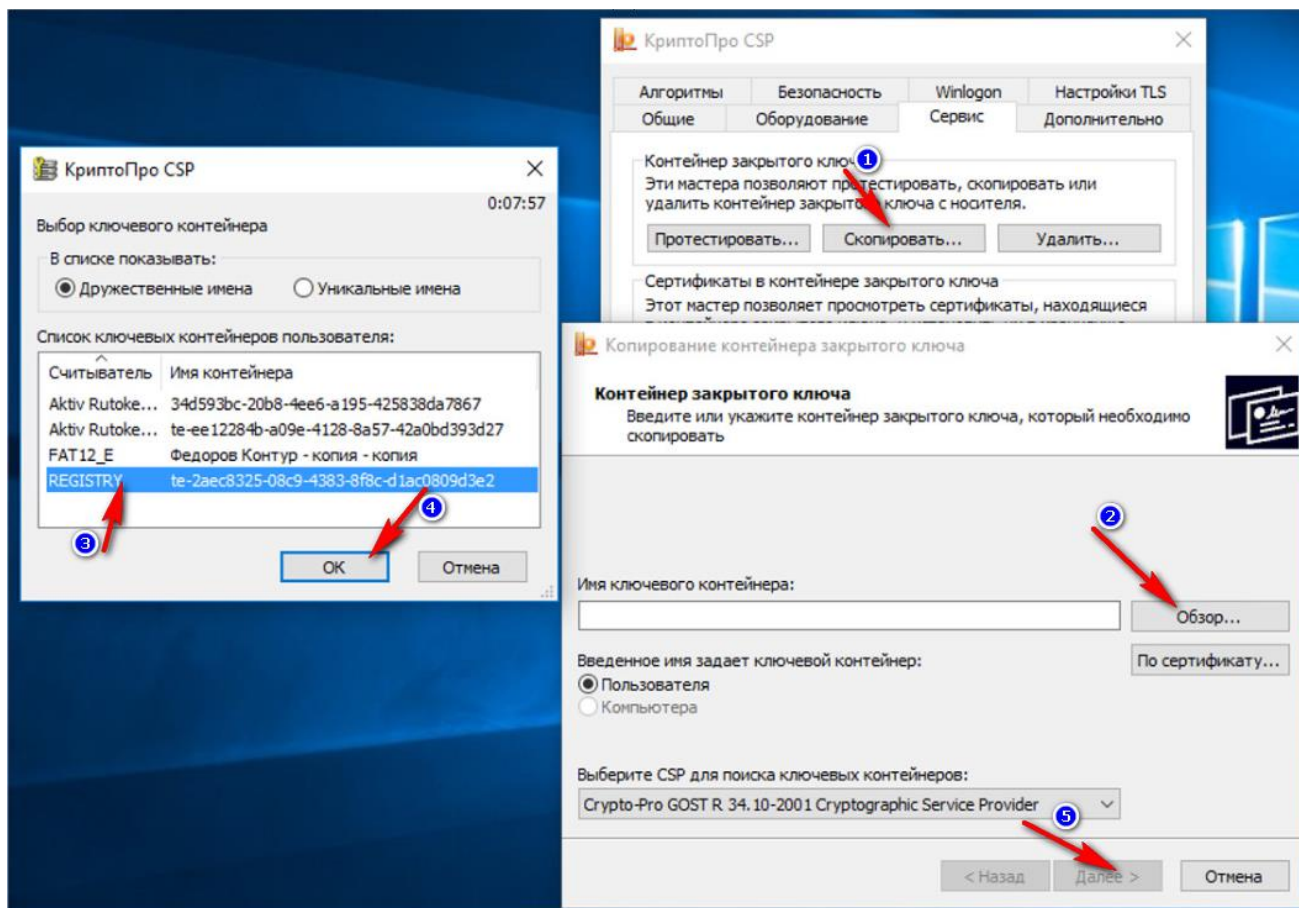 КриптоПро CSP
Алгоритмы Безопасность Winlogon Настройки TLS
Общие Оборудование Сервис Дополнительно
Контейнер закрытого ключа
Эти мастера позволяют протестировать, скопировать или
удалить контейнер закрытого ключа с носителя.
Протестировать... Скопировать... Удалить...
Сертификаты в контейнере закрытого ключа
Этот мастер позволяет просмотреть сертификаты, находящиеся
1
КриптоПро CSP
0:07:57
Выбор ключевого контейнера
В списке показывать:
Дружественные имена Уникальные имена
Список ключевых контейнеров пользователя:
Считыватель Имя контейнера
Aktiv Rutoke... 34d593bc-20b8-4ee6-a195-425838da7867
Aktiv Rutoke... te-ee12284b-a09e-4128-8a57-42a0bd393d27
FAT12_E Федоров Контур - копия - копия
REGISTRY te-2aec8325-08c9-4383-8f8c-d1ac0809d3e2
3
4
OK Отмена
Копирование контейнера закрытого ключа
Контейнер закрытого ключа
Введите или укажите контейнер закрытого ключа, который необходимо
скопировать
2
Имя ключевого контейнера:
Обзор...
Введенное имя задает ключевой контейнер:
По сертификату...
Пользователя
Компьютера
Выберите CSP для поиска ключевых контейнеров:
Crypto-Pro GOST R 34.10-2001 Cryptographic Service Provider
5
< Назад Далее > Отмена